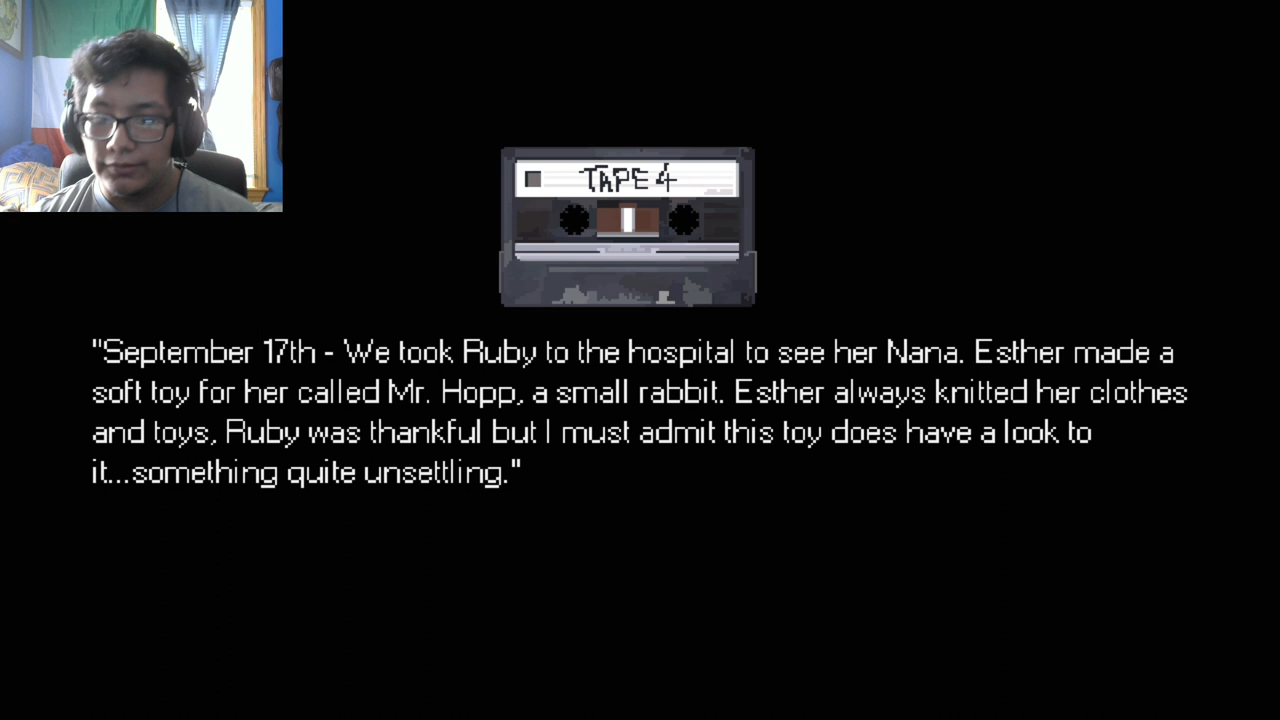 TAPE 4
"September 17th - We took Ruby to the hospital to see her Nana. Esther made a
soft toy for her called Mr. Hopp, a small rabbit. Esther always knitted her clothes
and toys, Ruby was thankful but I must admit this toy does have a look to
it...something quite unsettling."